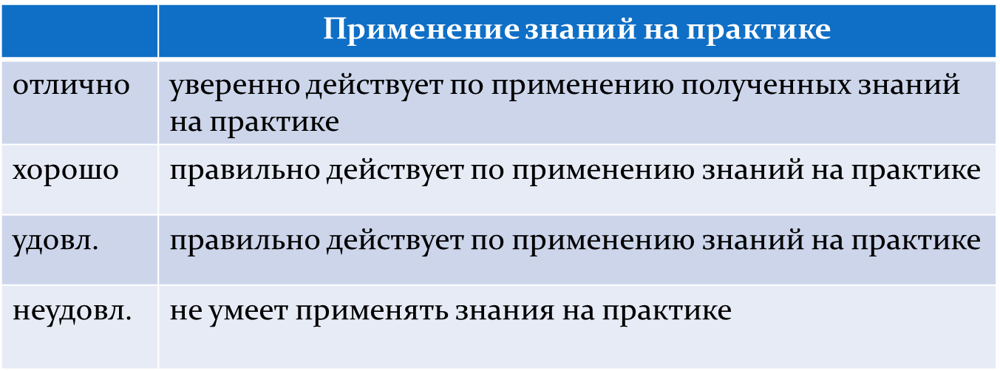 Применение знаний на практике
отлично
уверенно действует по применению полученных знаний
на практике
хорошо
правильно действует по применению знаний на практике
удовл.
правильно действует по применению знаний на практике
неудовл.
не умеет применять знания на практике